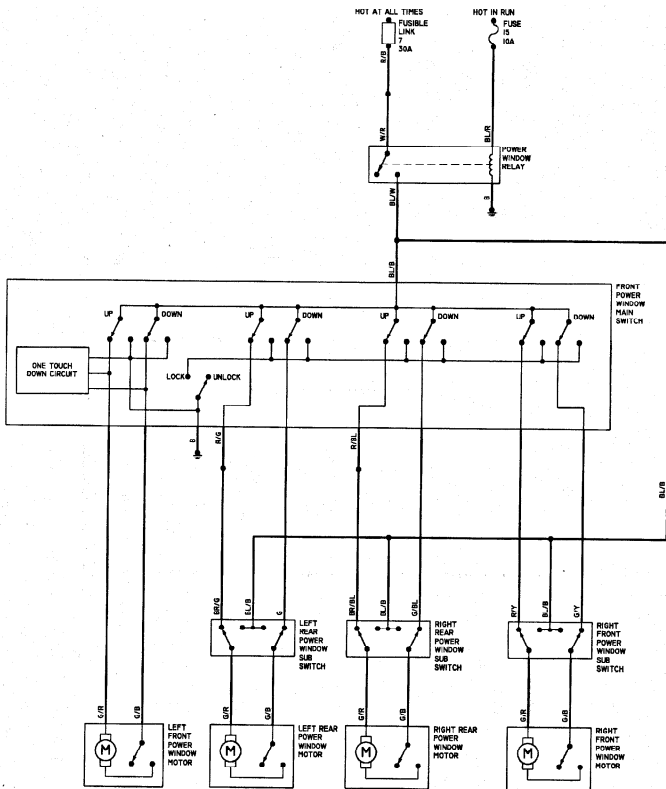 HOT AT ALL TIMES
HOT IN RUN
FUSIBLE
LINK
7
30A
FUSE
15
10A
R/B
W/R
BL/R
POWER
WINDOW
RELAY
BL/W
B
BL/B
FRONT
POWER
WINDOW
MAIN
SWITCH
UP
DOWN
UP
DOWN
UP
DOWN
UP
DOWN
ONE TOUCH
DOWN CIRCUIT
LOCK
UNLOCK
B
R/G
R/BL
BL/B
BR/G
BL/B
G
BR/BL
BL/B
G/BL
R/Y
BL/B
G/Y
LEFT
REAR
POWER
WINDOW
SUB
SWITCH
RIGHT
REAR
POWER
WINDOW
SUB
SWITCH
RIGHT
FRONT
POWER
WINDOW
SUB
SWITCH
G/R
G/B
G/R
G/B
G/R
G/B
G/R
G/B
M
LEFT
FRONT
POWER
WINDOW
MOTOR
M
LEFT REAR
POWER
WINDOW
MOTOR
M
RIGHT REAR
POWER
WINDOW
MOTOR
M
RIGHT
FRONT
POWER
WINDOW
MOTOR